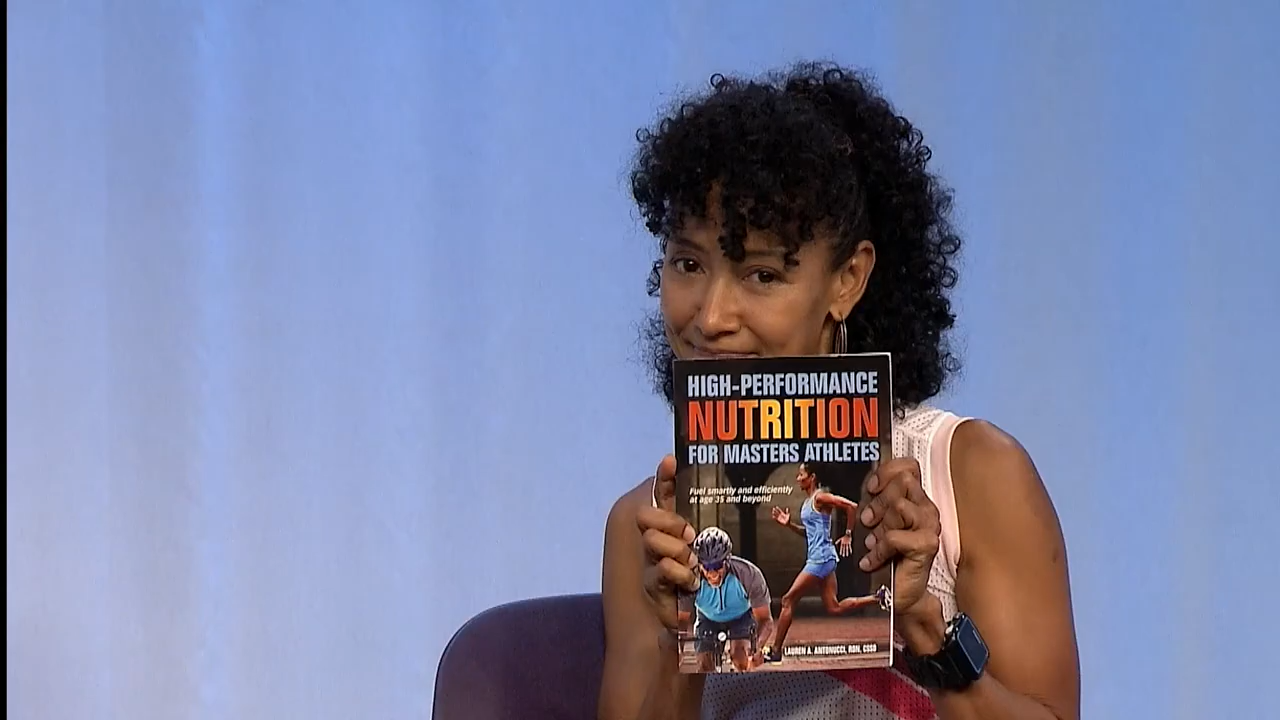 HIGH-PERFORMANCE
NUTRITION
FOR MASTERS ATHLETES
Fuel smartly and efficiently
at age 35 and beyond
LAUREN A. ANTONUCCI, RDN, CSSD